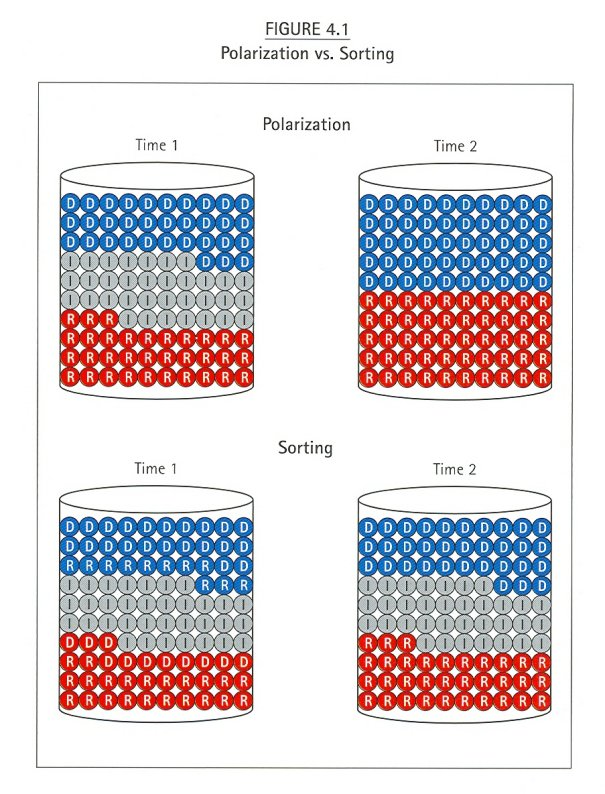 FIGURE 4.1
Polarization vs. Sorting
Polarization
Time 1
D D D D D D D D D D
D D D D D D D D D D
D D D D D D D D D D
I I I I I I I D D D
I I I I I I I I I I
I I I I I I I I I I
R R R I I I I I I I
R R R R R R R R R R
R R R R R R R R R R
R R R R R R R R R R
Time 2
D D D D D D D D D D
D D D D D D D D D D
D D D D D D D D D D
D D D D D D D D D D
D D D D D D D D D D
R R R R R R R R R R
R R R R R R R R R R
R R R R R R R R R R
R R R R R R R R R R
R R R R R R R R R R
Sorting
Time 1
D D D D D D D D D D
D D D D D D D D D D
R R R R R R R R D D
I I I I I I I R R R
I I I I I I I I I I
I I I I I I I I I I
D D D I I I I I I I
R R D D D D D D D D
R R R R R R R R R R
R R R R R R R R R R
Time 2
D D D D D D D D D D
D D D D D D D D D D
D D D D D D D D D D
I I I I I I I D D D
I I I I I I I I I I
I I I I I I I I I I
R R R I I I I I I I
R R R R R R R R R R
R R R R R R R R R R
R R R R R R R R R R